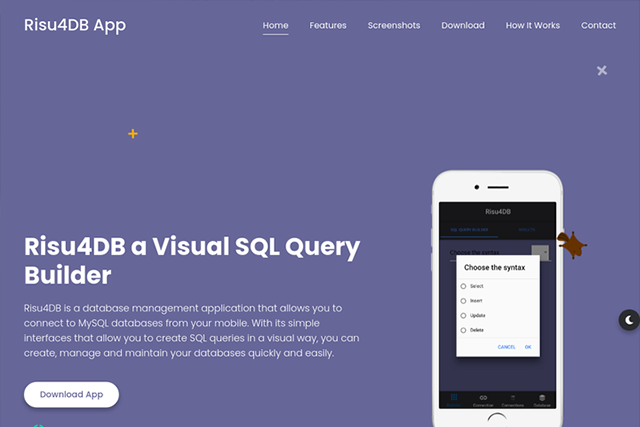 Risu4DB App
Home Features Screenshots Download How It Works Contact
Risu4DB a Visual SQL Query
Builder
Risu4DB is a database management application that allows you to
connect to MySQL databases from your mobile. With its simple
interfaces that allow you to create SQL queries in a visual way, you can
create, manage and maintain your databases quickly and easily.
Download App
Risu4DB
Choose the syntax
Choose the syntax
Select
Insert
Update
Delete
CANCEL OK